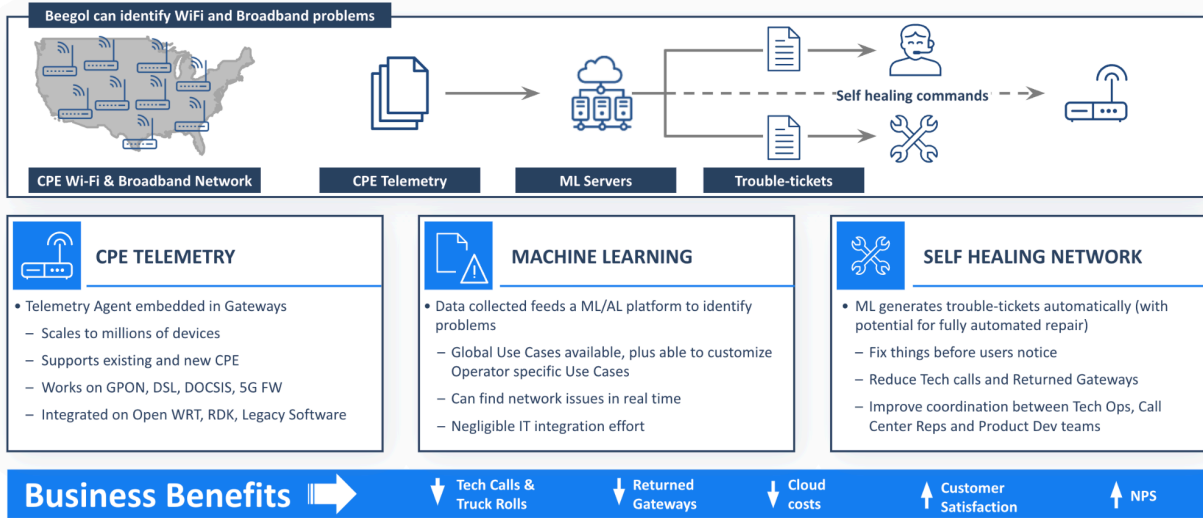 Beegol can identify WiFi and Broadband problems
Self healing commands
CPE Wi-Fi & Broadband Network
CPE Telemetry
ML Servers
Trouble-tickets
CPE TELEMETRY
• Telemetry Agent embedded in Gateways
– Scales to millions of devices
– Supports existing and new CPE
– Works on GPON, DSL, DOCSIS, 5G FW
– Integrated on Open WRT, RDK, Legacy Software
MACHINE LEARNING
• Data collected feeds a ML/AL platform to identify
problems
– Global Use Cases available, plus able to customize
Operator specific Use Cases
– Can find network issues in real time
– Negligible IT integration effort
SELF HEALING NETWORK
• ML generates trouble-tickets automatically (with
potential for fully automated repair)
– Fix things before users notice
– Reduce Tech calls and Returned Gateways
– Improve coordination between Tech Ops, Call
Center Reps and Product Dev teams
Business Benefits
Tech Calls &
Truck Rolls
Returned
Gateways
Cloud
costs
Customer
Satisfaction
NPS